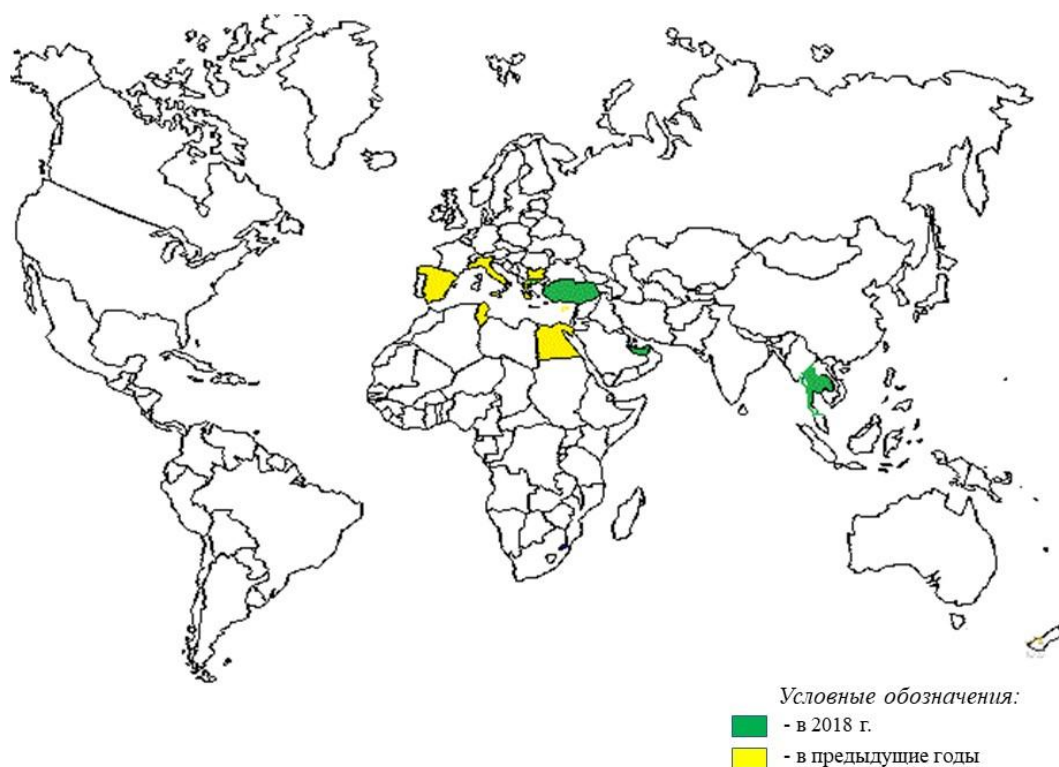 Условные обозначения:
- в 2018 г.
- в предыдущие годы